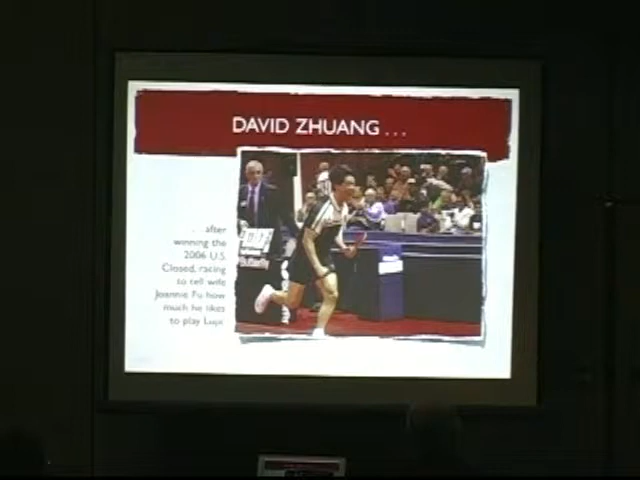 DAVID ZHUANG . . .
. . . after
winning the
2006 U.S.
Closed, racing
to tell wife
Joannie Fu how
much he likes
to play Lupi